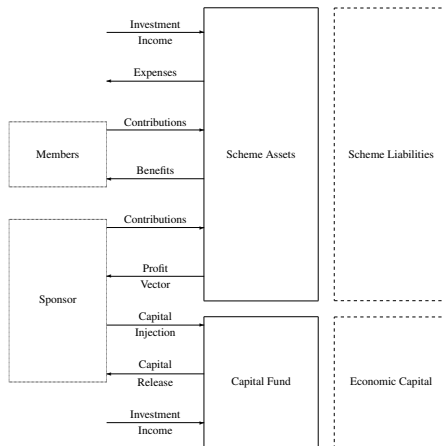 Investment
Income
Expenses
Contributions
Members
Scheme Assets
Scheme Liabilities
Benefits
Contributions
Profit
Vector
Sponsor
Capital
Injection
Capital
Release
Capital Fund
Economic Capital
Investment
Income